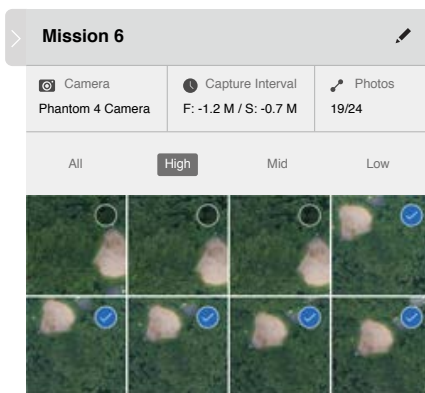 Mission 6
Camera
Capture Interval
Photos
Phantom 4 Camera
F: -1.2 M / S: -0.7 M
19/24
All
High
Mid
Low